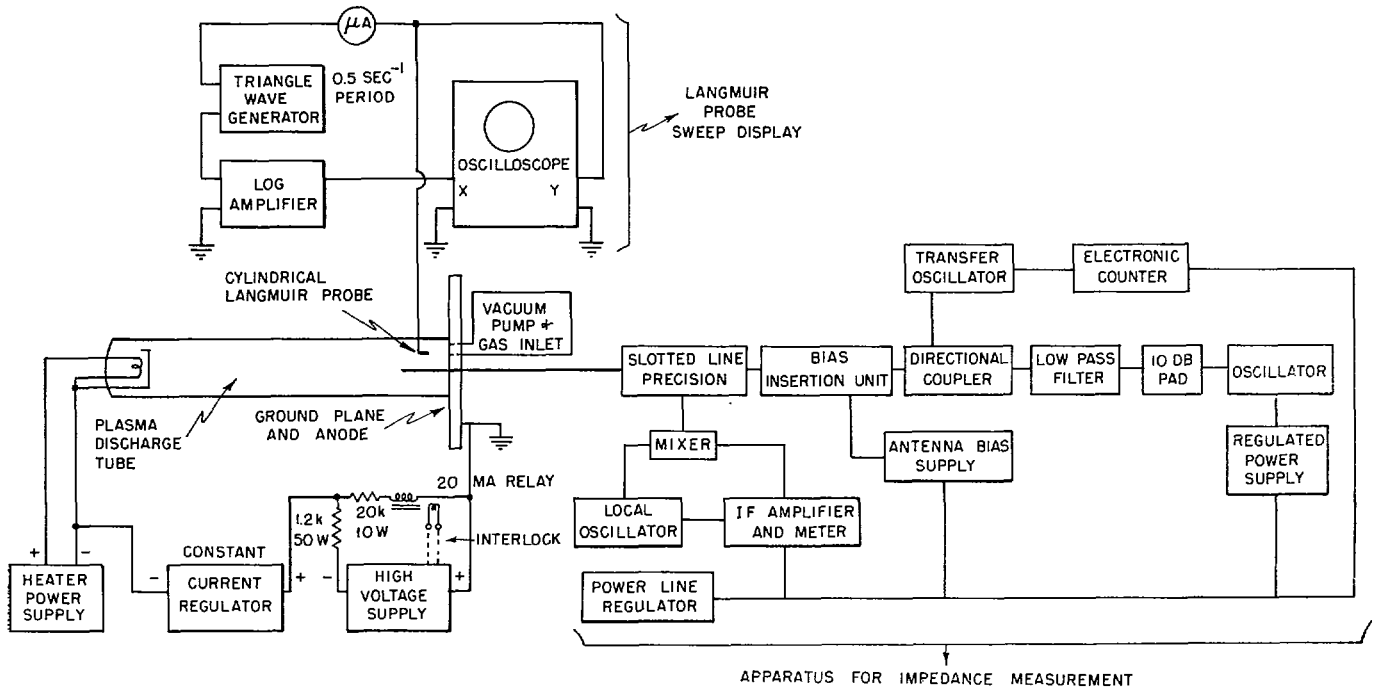 μA
TRIANGLE
WAVE
GENERATOR
0.5 SEC⁻¹
PERIOD
LOG
AMPLIFIER
OSCILLOSCOPE
X Y
LANGMUIR
PROBE
SWEEP DISPLAY
CYLINDRICAL
LANGMUIR PROBE
VACUUM
PUMP +
GAS INLET
PLASMA
DISCHARGE
TUBE
GROUND PLANE
AND ANODE
TRANSFER
OSCILLATOR
ELECTRONIC
COUNTER
SLOTTED LINE
PRECISION
BIAS
INSERTION UNIT
DIRECTIONAL
COUPLER
LOW PASS
FILTER
10 DB
PAD
OSCILLATOR
MIXER
ANTENNA BIAS
SUPPLY
REGULATED
POWER
SUPPLY
LOCAL
OSCILLATOR
IF AMPLIFIER
AND METER
POWER LINE
REGULATOR
20 MA RELAY
1.2k
50 W
20k
10 W
INTERLOCK
+ -
HEATER
POWER
SUPPLY
CONSTANT
- +
CURRENT
REGULATOR
- +
HIGH
VOLTAGE
SUPPLY
APPARATUS FOR IMPEDANCE MEASUREMENT